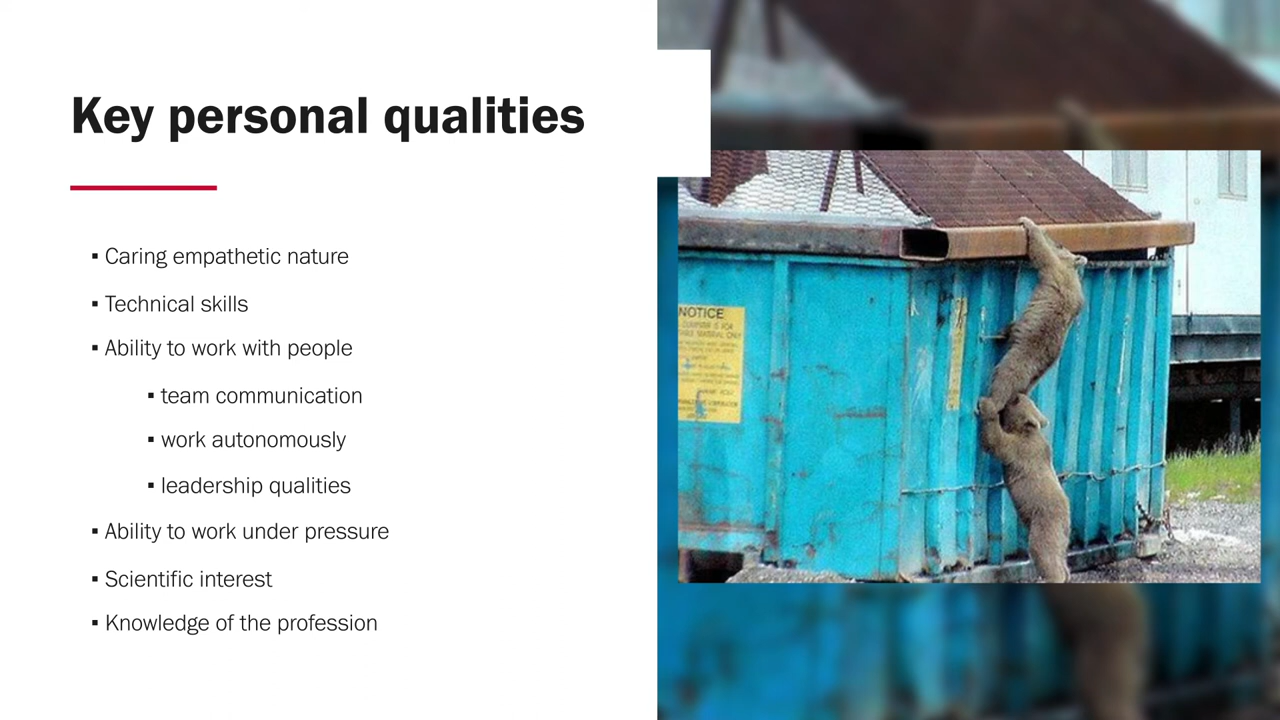 Key personal qualities
▪ Caring empathetic nature
▪ Technical skills
▪ Ability to work with people
▪ team communication
▪ work autonomously
▪ leadership qualities
▪ Ability to work under pressure
▪ Scientific interest
▪ Knowledge of the profession
NOTICE